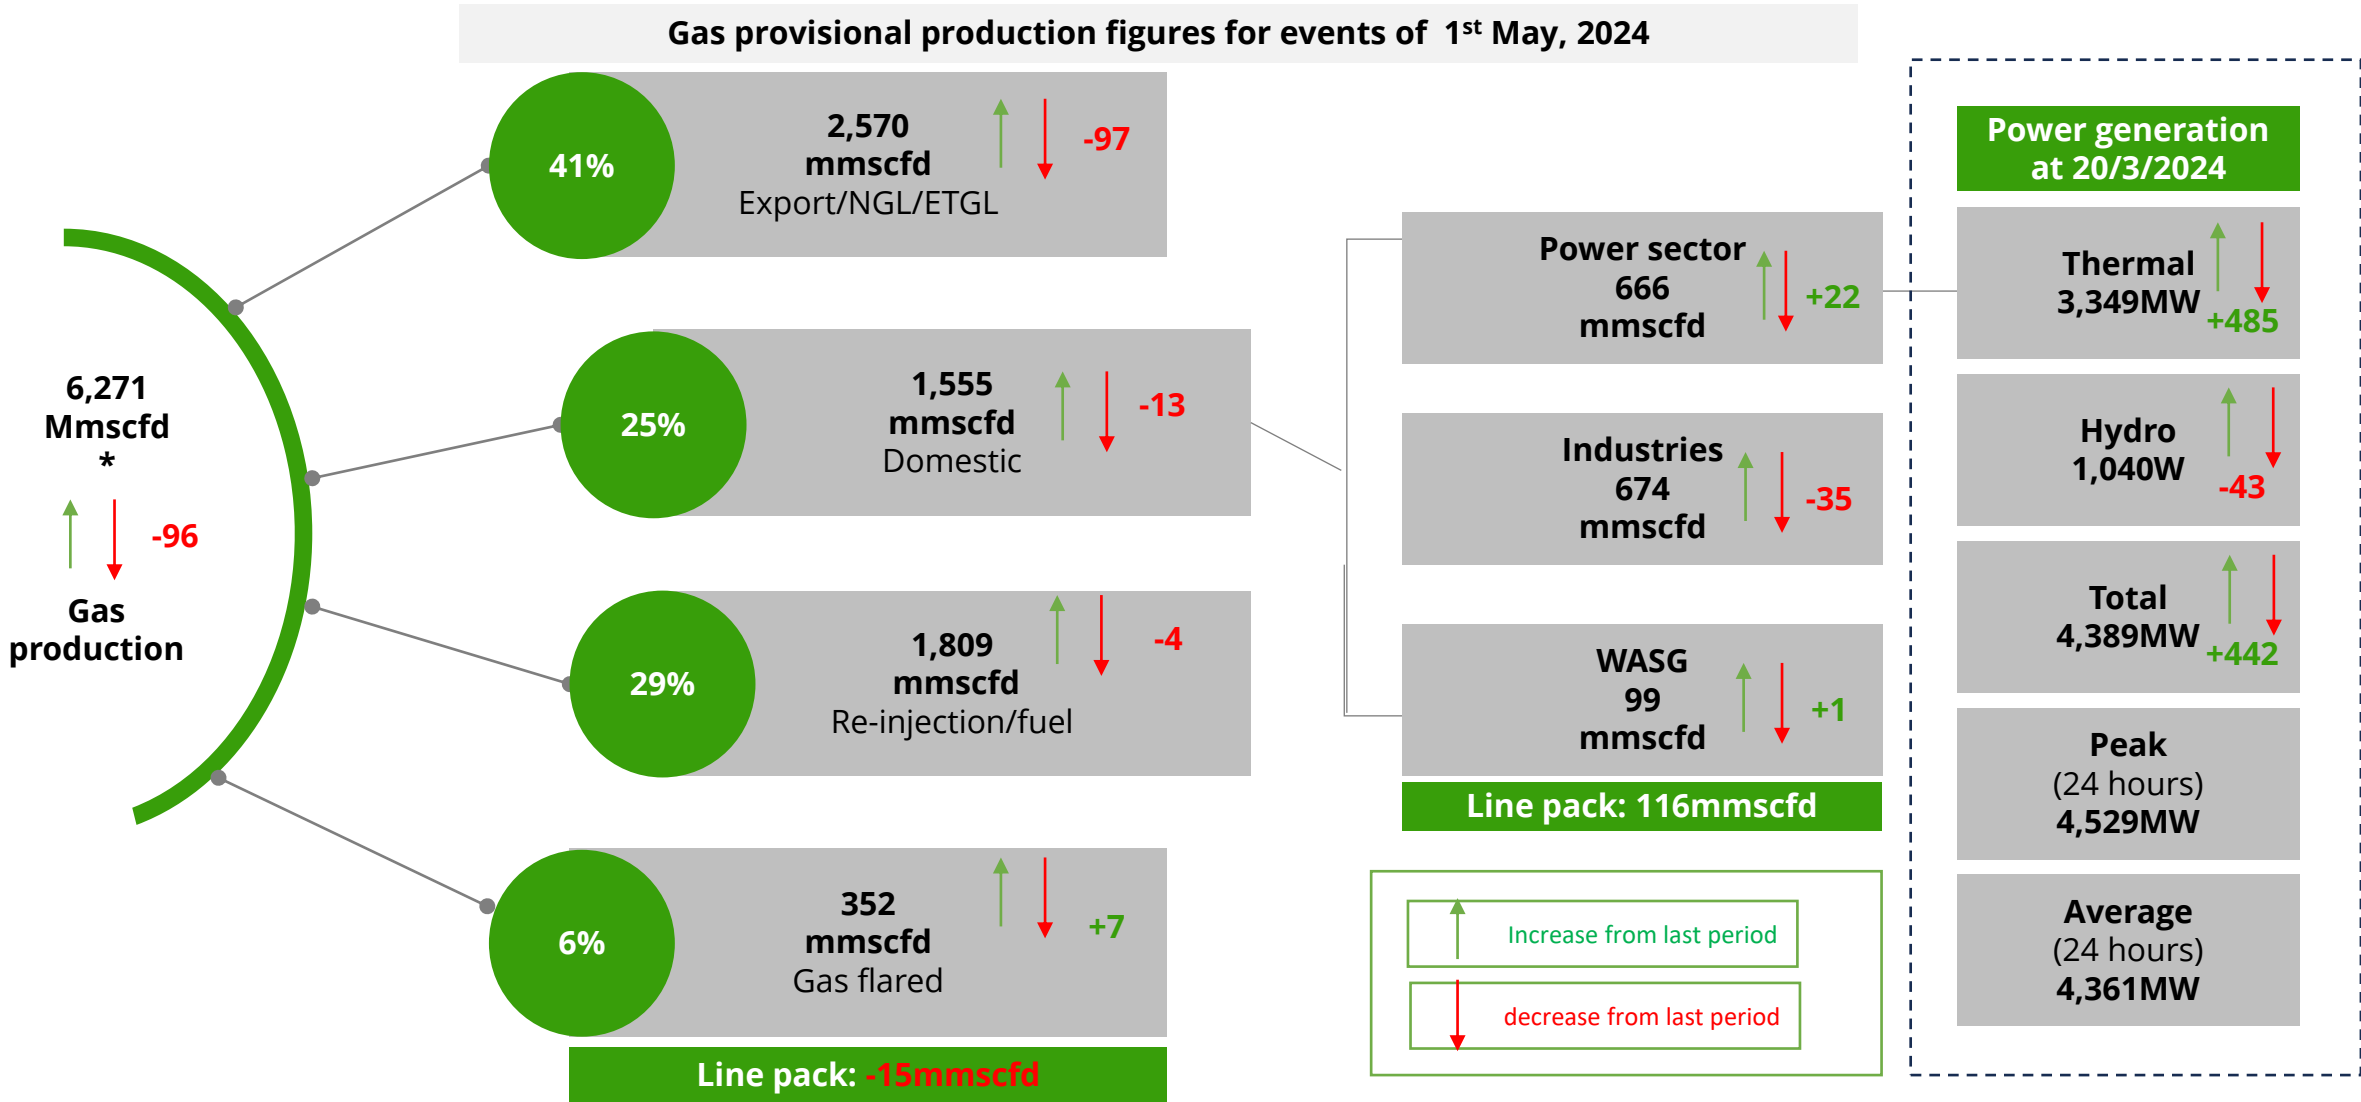 Gas provisional production figures for events of 1st May, 2024
6,271
Mmscfd
*
-96
Gas
production
41%
2,570
mmscfd
Export/NGL/ETGL
-97
25%
1,555
mmscfd
Domestic
-13
29%
1,809
mmscfd
Re-injection/fuel
-4
6%
352
mmscfd
Gas flared
+7
Line pack: -15mmscfd
Power sector
666
mmscfd
+22
Industries
674
mmscfd
-35
WASG
99
mmscfd
+1
Line pack: 116mmscfd
Increase from last period
decrease from last period
Power generation
at 20/3/2024
Thermal
3,349MW
+485
Hydro
1,040W
-43
Total
4,389MW
+442
Peak
(24 hours)
4,529MW
Average
(24 hours)
4,361MW